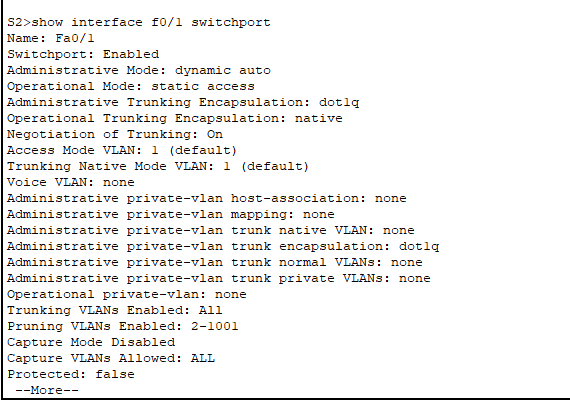 S2>show interface f0/1 switchport
Name: Fa0/1
Switchport: Enabled
Administrative Mode: dynamic auto
Operational Mode: static access
Administrative Trunking Encapsulation: dot1q
Operational Trunking Encapsulation: native
Negotiation of Trunking: On
Access Mode VLAN: 1 (default)
Trunking Native Mode VLAN: 1 (default)
Voice VLAN: none
Administrative private-vlan host-association: none
Administrative private-vlan mapping: none
Administrative private-vlan trunk native VLAN: none
Administrative private-vlan trunk encapsulation: dot1q
Administrative private-vlan trunk normal VLANs: none
Administrative private-vlan trunk private VLANs: none
Operational private-vlan: none
Trunking VLANs Enabled: All
Pruning VLANs Enabled: 2-1001
Capture Mode Disabled
Capture VLANs Allowed: ALL
Protected: false
--More--